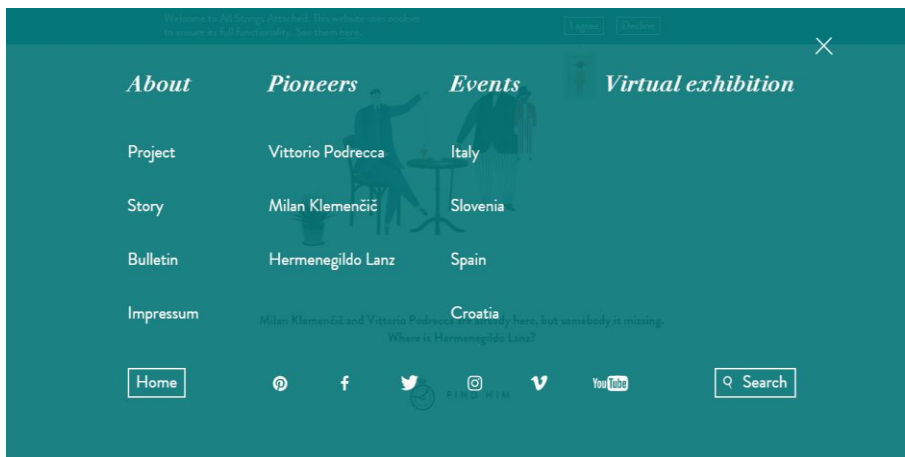 Welcome to All Strings Attached. This website uses cookies
to ensure its full functionality. See them here.
I agree
Decline
About
Pioneers
Events
Virtual exhibition
Project
Vittorio Podrecca
Italy
Story
Milan Klemenčič
Slovenia
Bulletin
Hermenegildo Lanz
Spain
Impressum
Croatia
Milan Klemenčič and Vittorio Podrecca are already here, but somebody is missing.
Where is Hermenegildo Lanz?
Home
You Tube
Search
FIND HIM